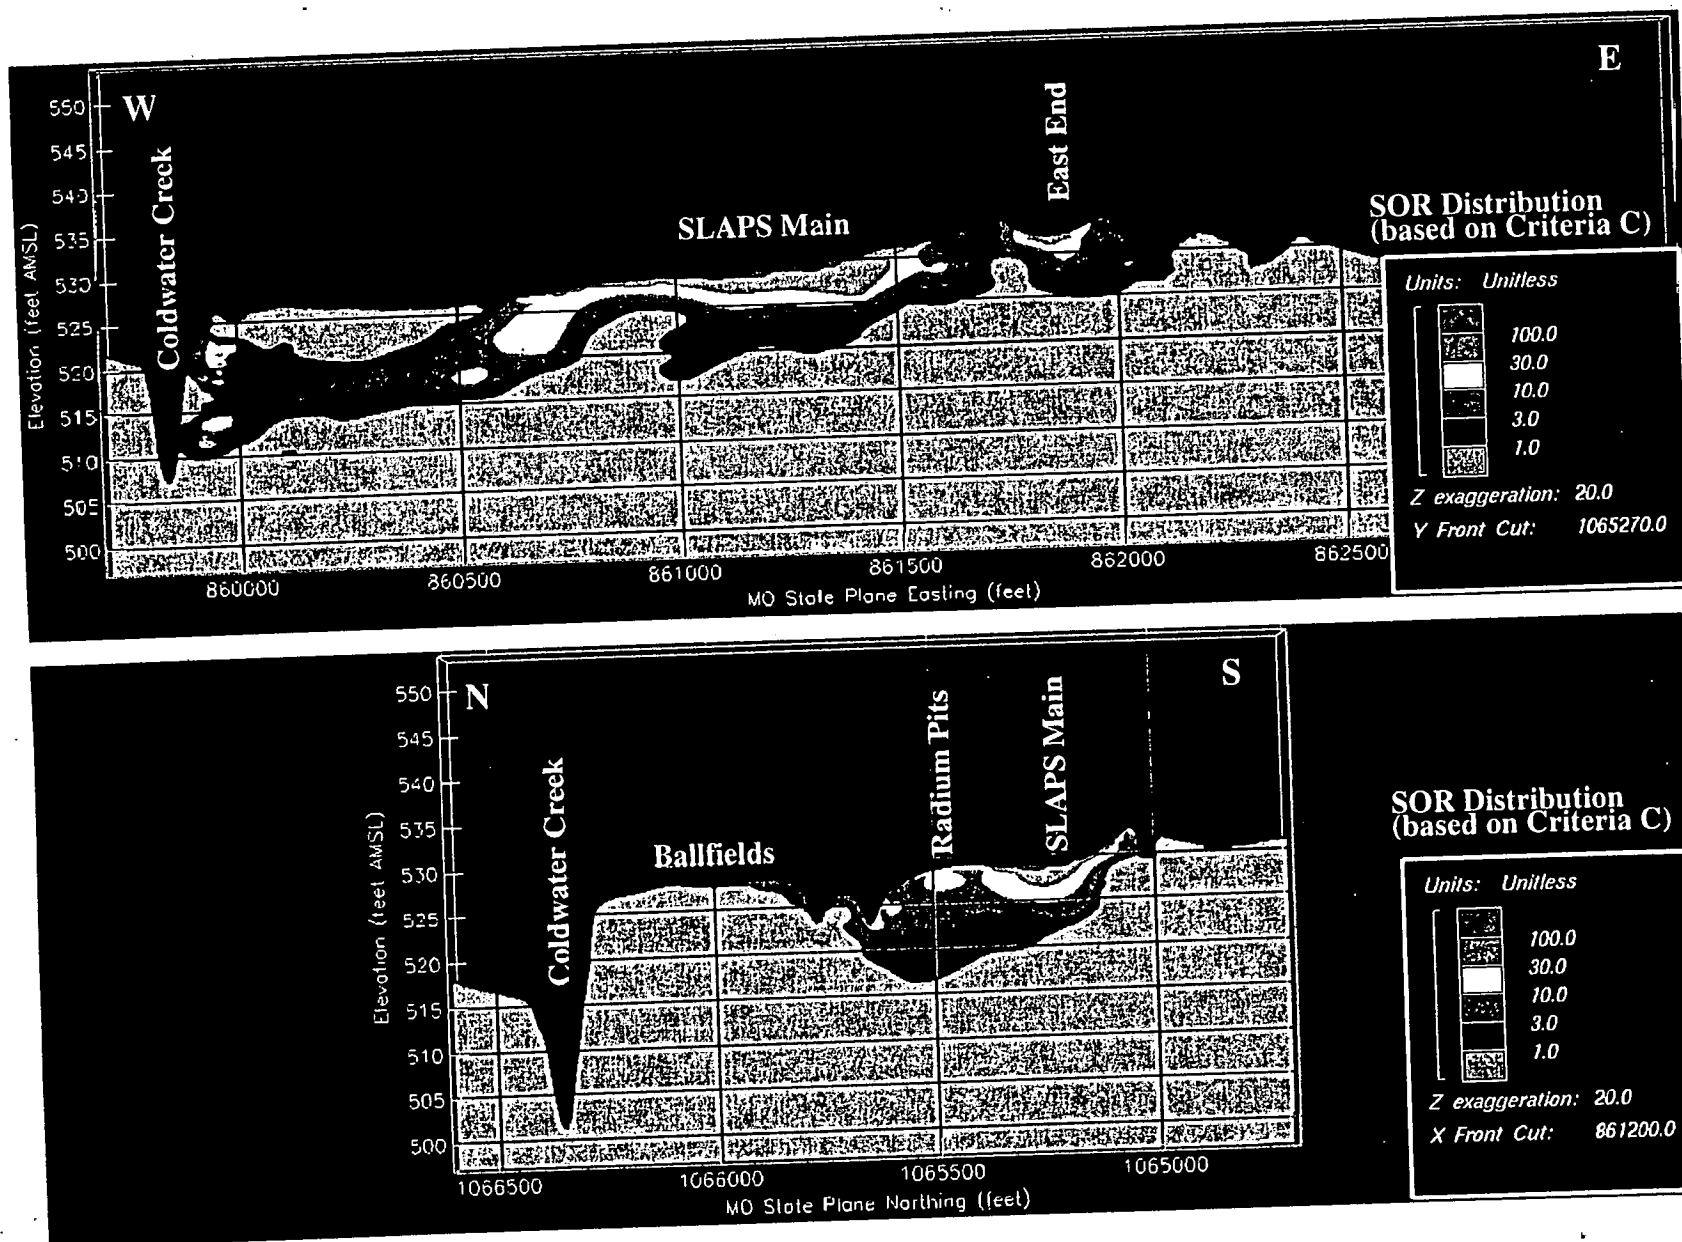 W
E
550
545
540
535
530
525
520
515
510
505
500
Elevation (feet AMSL)
Coldwater Creek
SLAPS Main
East End
860000
860500
861000
861500
862000
862500
MO State Plane Easting (feet)
SOR Distribution
(based on Criteria C)
Units: Unitless
100.0
30.0
10.0
3.0
1.0
Z exaggeration: 20.0
Y Front Cut: 1065270.0
N
S
550
545
540
535
530
525
520
515
510
505
500
Elevation (feet AMSL)
Coldwater Creek
Ballfields
Radium Pits
SLAPS Main
1066500
1066000
1065500
1065000
MO State Plane Northing (feet)
SOR Distribution
(based on Criteria C)
Units: Unitless
100.0
30.0
10.0
3.0
1.0
Z exaggeration: 20.0
X Front Cut: 861200.0